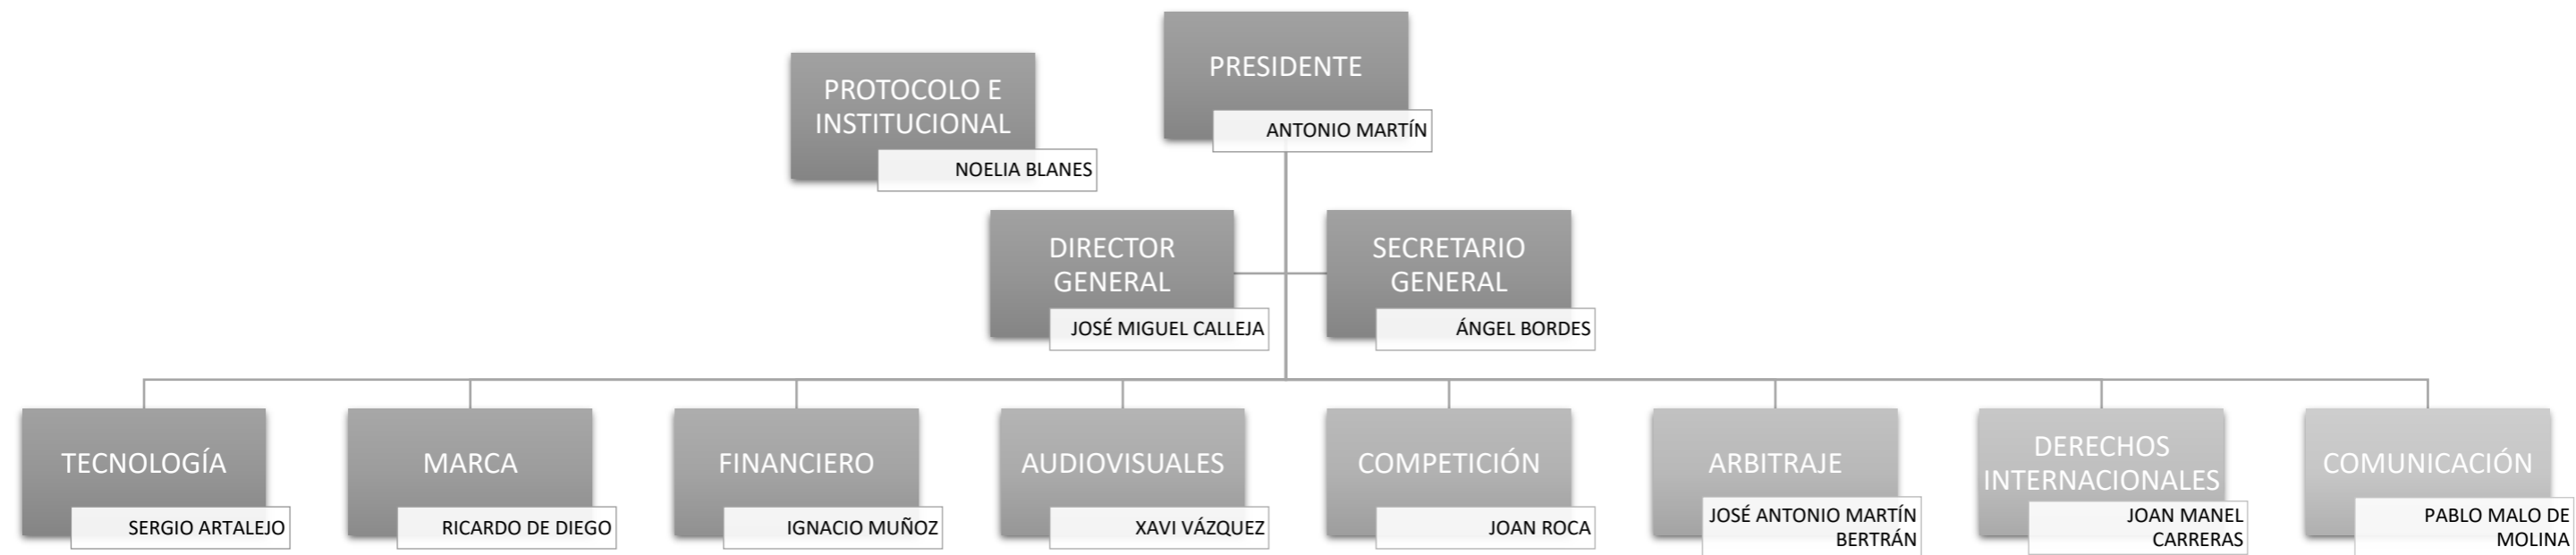 PRESIDENTE
ANTONIO MARTÍN
PROTOCOLO E
INSTITUCIONAL
NOELIA BLANES
DIRECTOR
GENERAL
JOSÉ MIGUEL CALLEJA
SECRETARIO
GENERAL
ÁNGEL BORDES
TECNOLOGÍA
SERGIO ARTALEJO
MARCA
RICARDO DE DIEGO
FINANCIERO
IGNACIO MUÑOZ
AUDIOVISUALES
XAVI VÁZQUEZ
COMPETICIÓN
JOAN ROCA
ARBITRAJE
JOSÉ ANTONIO MARTÍN
BERTRÁN
DERECHOS
INTERNACIONALES
JOAN MANEL
CARRERAS
COMUNICACIÓN
PABLO MALO DE
MOLINA